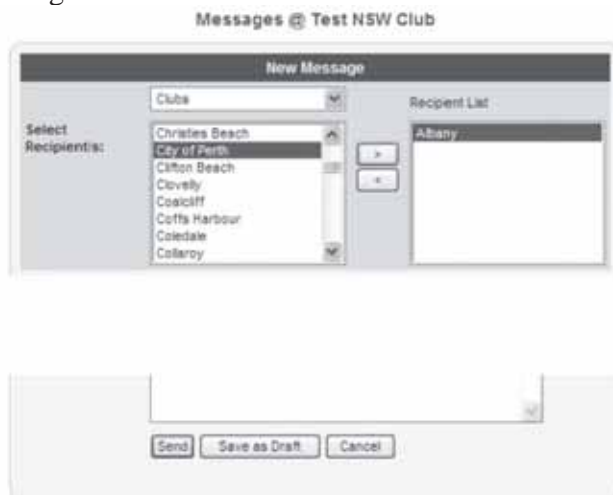 Messages @ Test NSW Club
New Message
Clubs
Recipient List
Select
Recipient/s:
Christies Beach
City of Perth
Clifton Beach
Clovelly
Coalcliff
Coffs Harbour
Coledale
Collaroy
>
<
Albany
Send
Save as Draft
Cancel